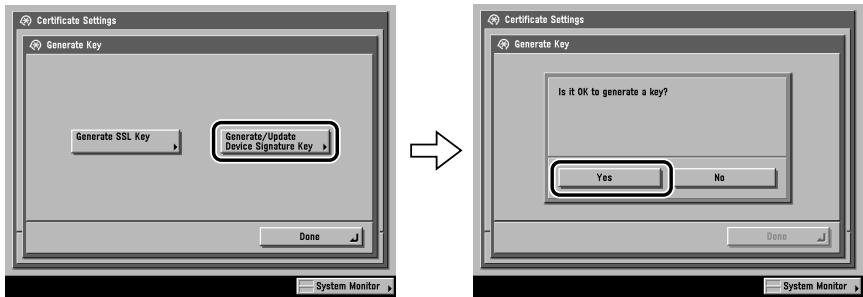 Certificate Settings
Generate Key
Generate SSL Key
Generate/Update
Device Signature Key
Done
System Monitor
Certificate Settings
Generate Key
Is it OK to generate a key?
Yes
No
Done
System Monitor